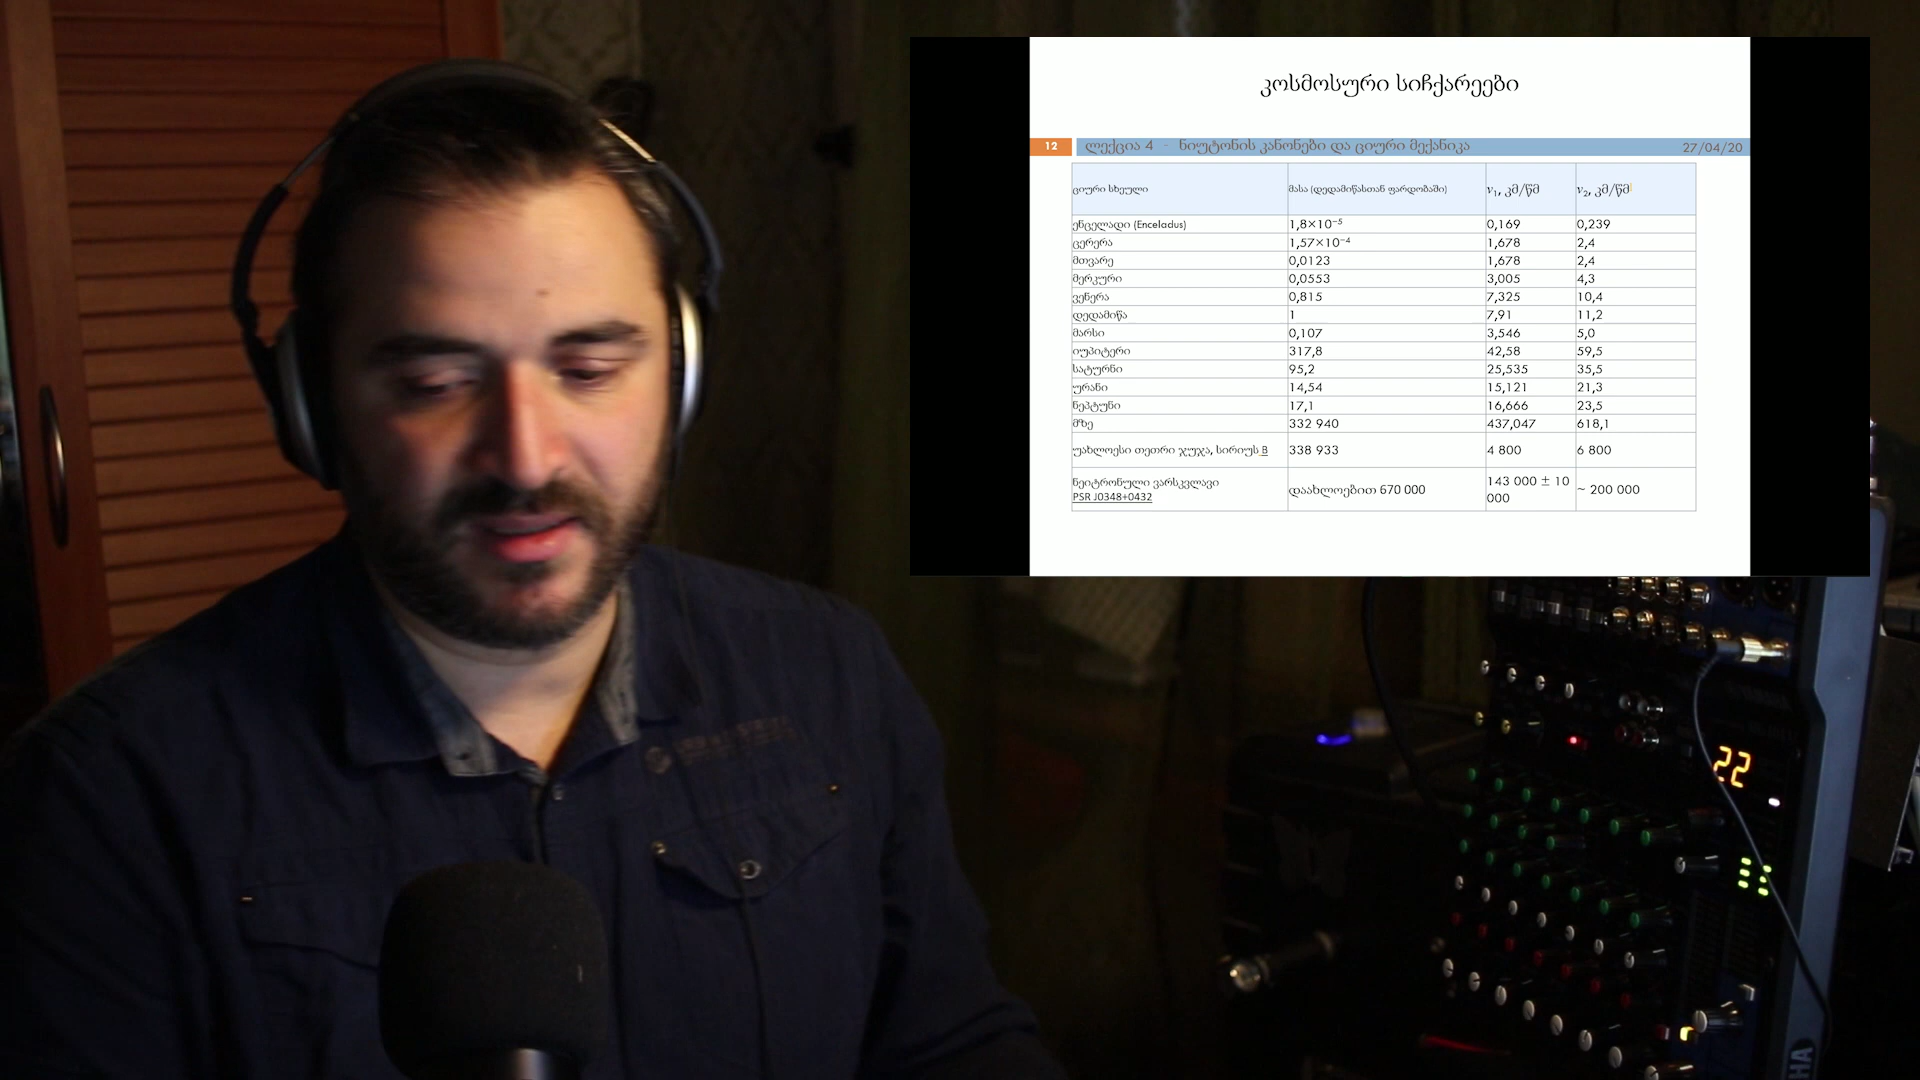 კოსმოსური სიჩქარეები
12 ლექცია 4 - ნიუტონის კანონები და ციური მექანიკა 27/04/20
ციური სხეული მასა (დედამიწასთან ფარდობაში) v₁, კმ/წმ v₂, კმ/წმ
ენცელადი (Enceladus) 1,8×10⁻⁵ 0,169 0,239
ცერერა 1,57×10⁻⁴ 1,678 2,4
მთვარე 0,0123 1,678 2,4
მერკური 0,0553 3,005 4,3
ვენერა 0,815 7,325 10,4
დედამიწა 1 7,91 11,2
მარსი 0,107 3,546 5,0
იუპიტერი 317,8 42,58 59,5
სატურნი 95,2 25,535 35,5
ურანი 14,54 15,121 21,3
ნეპტუნი 17,1 16,666 23,5
მზე 332 940 437,047 618,1
უახლოესი თეთრი ჯუჯა, სირიუს B 338 933 4 800 6 800
ნეიტრონული ვარსკვლავი
PSR J0348+0432 დაახლოებით 670 000 143 000 ± 10 000 ~ 200 000
22